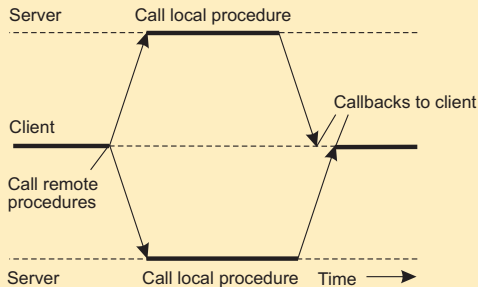 Server
Call local procedure
Callbacks to client
Client
Call remote
procedures
Server
Call local procedure
Time